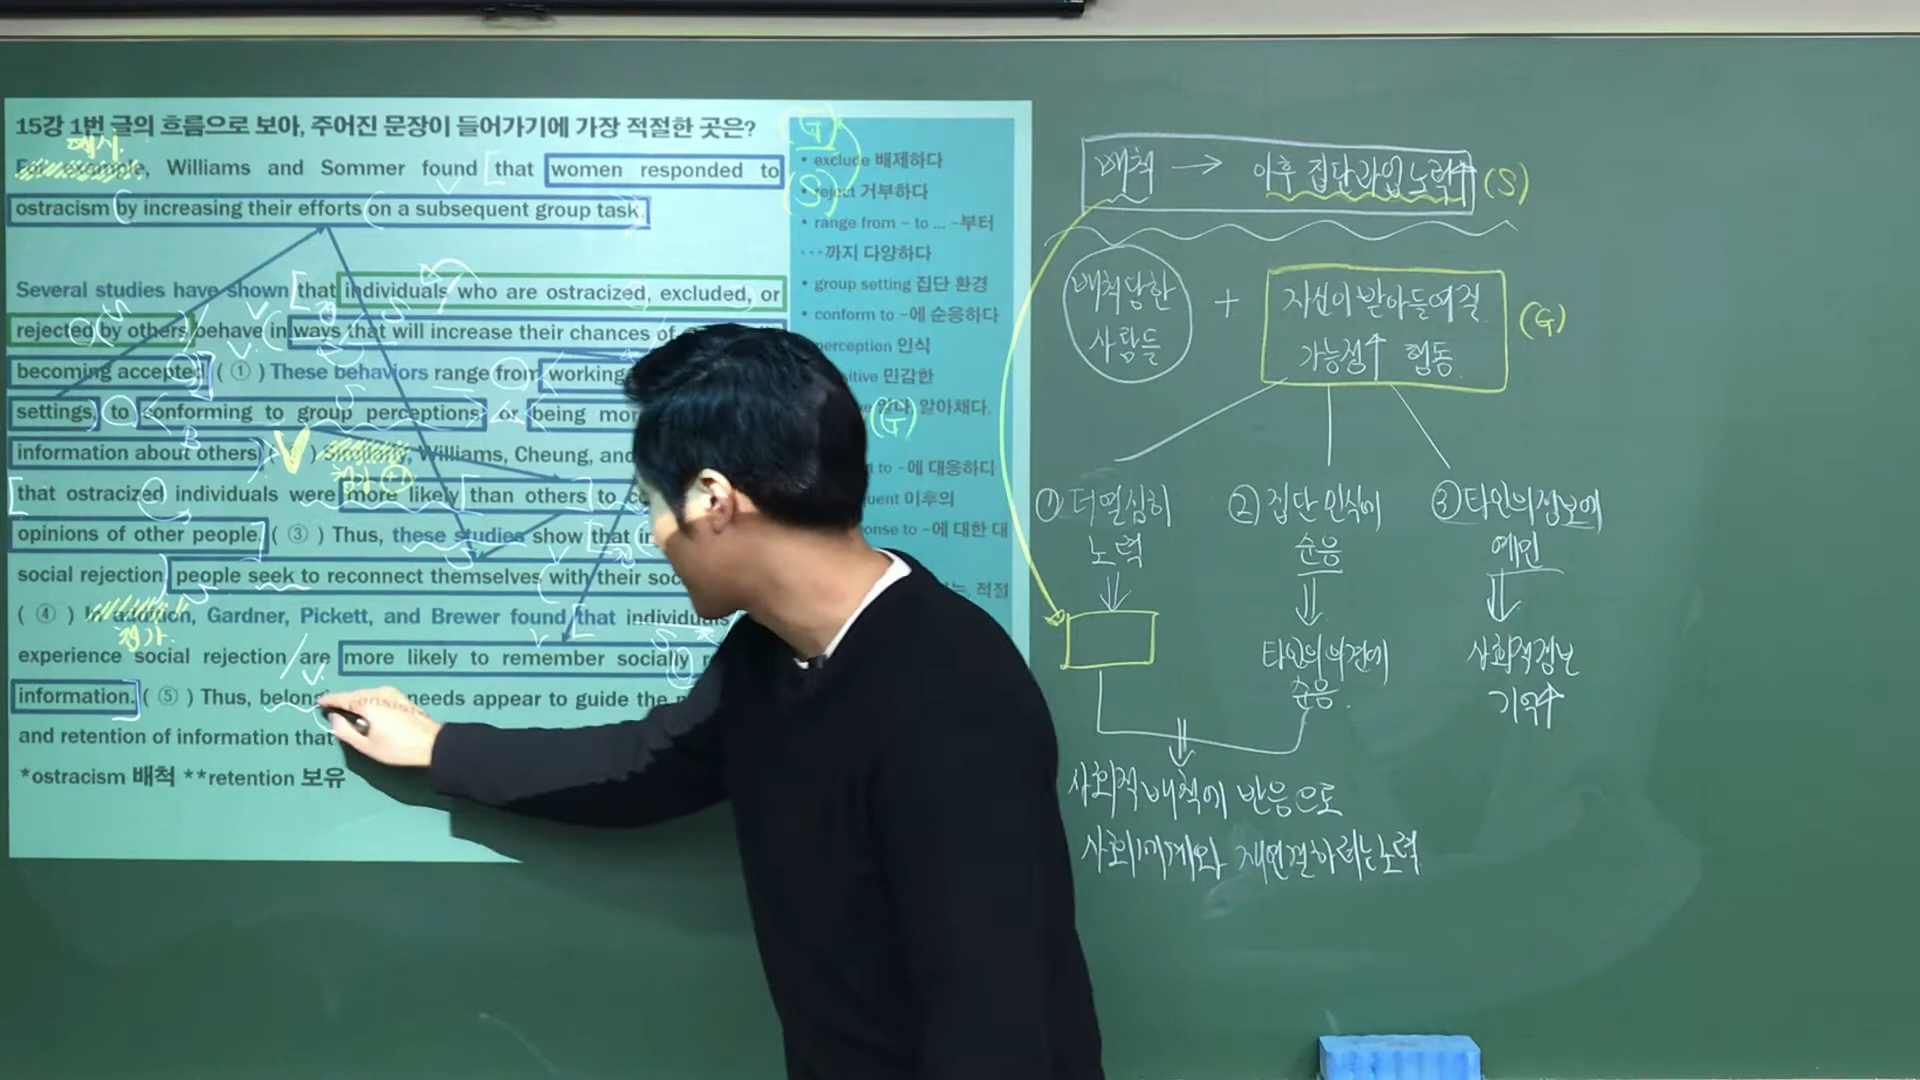 15강 1번 글의 흐름으로 보아, 주어진 문장이 들어가기에 가장 적절한 곳은?
예시
For example, Williams and Sommer found that women responded to
ostracism by increasing their efforts on a subsequent group task.
Several studies have shown that individuals who are ostracized, excluded, or
rejected by others behave in ways that will increase their chances of
becoming accepted ( ① ) These behaviors range from working
settings, to conforming to group perceptions or being more
information about others ( ) Similarly, Williams, Cheung, and
that ostracized individuals were more likely than others to
opinions of other people. ( ③ ) Thus, these studies show that
social rejection, people seek to reconnect themselves with their
( ④ ) In addition, Gardner, Pickett, and Brewer found that individuals
첨가
experience social rejection are more likely to remember socially
information. ( ⑤ ) Thus, needs appear to guide the
and retention of information that
*ostracism 배척 **retention 보유
(G)
(S)
• exclude 배제하다
• reject 거부하다
• range from – to ... –부터
···까지 다양하다
• group setting 집단 환경
• conform to –에 순응하다
perception 인식
민감한
알다, 알아채다.
(G)
to –에 대응하다
이후의
to –에 대한 대
적절
배척 → 이후 집단과업노력↑ (S)
배척당한
사람들
+
자신이 받아들여질
가능성↑ 행동.
(G)
① 더 열심히
노력
② 집단 인식에
순응
타인의 의견에
순응.
③ 타인의 정보에
예민
사회적정보
기억↑
사회적 배척에 반응으로
사회세계와 재연결하려는 노력